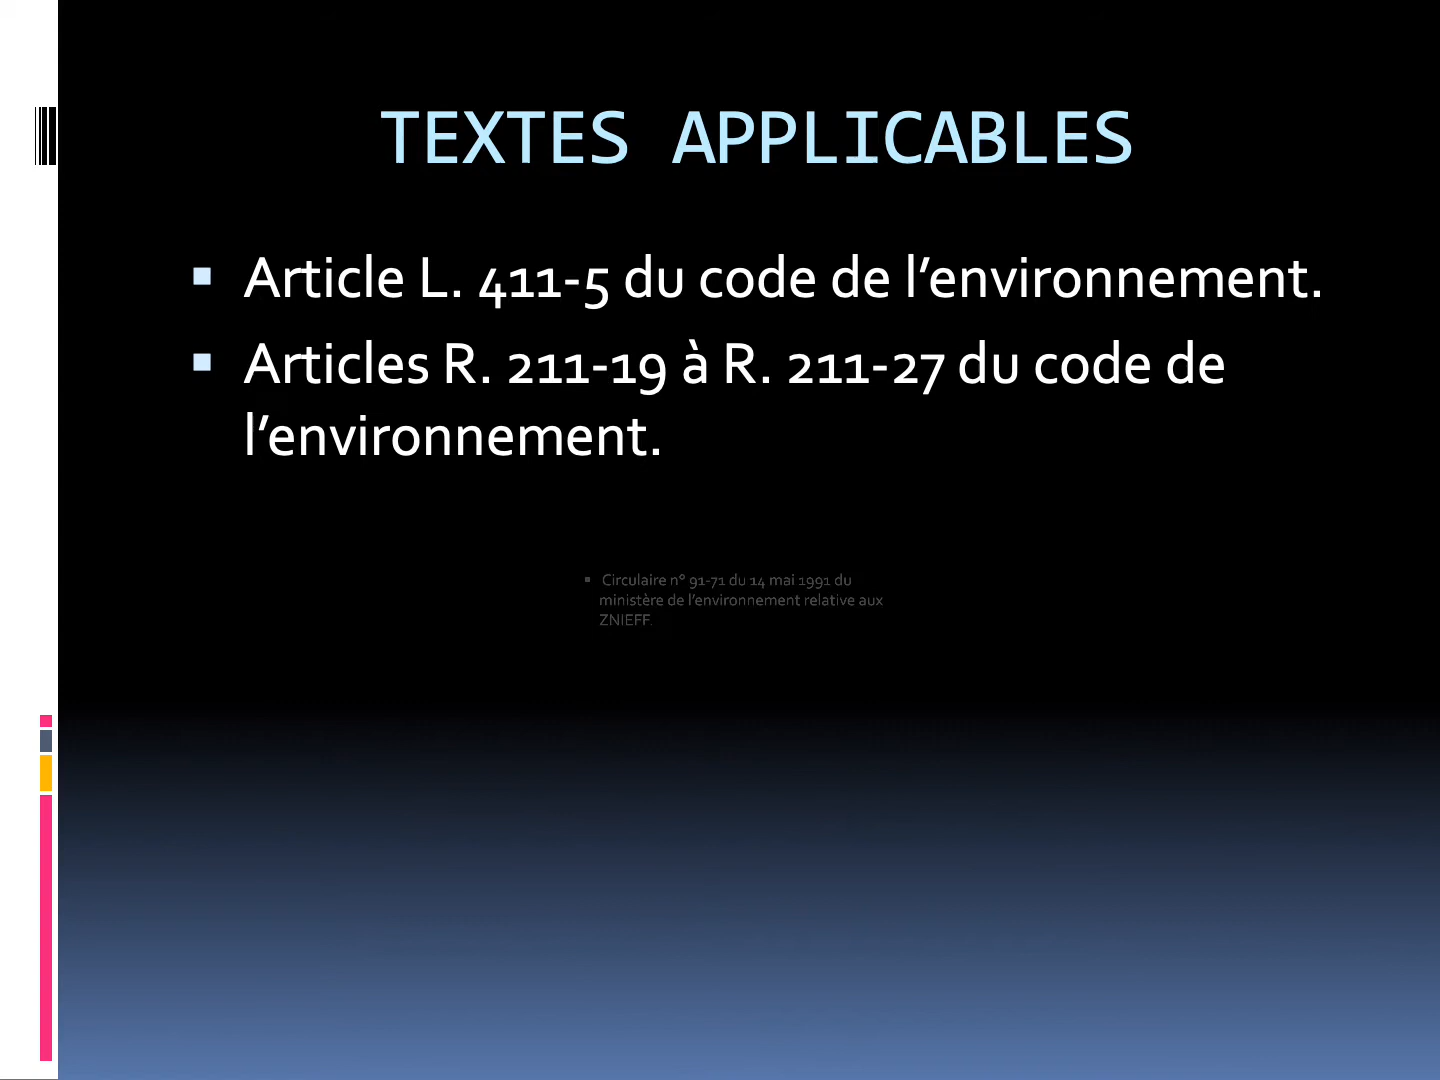 TEXTES APPLICABLES
▪ Article L. 411-5 du code de l’environnement.
▪ Articles R. 211-19 à R. 211-27 du code de
l’environnement.
▪ Circulaire n° 91-71 du 14 mai 1991 du
ministère de l’environnement relative aux
ZNIEFF.